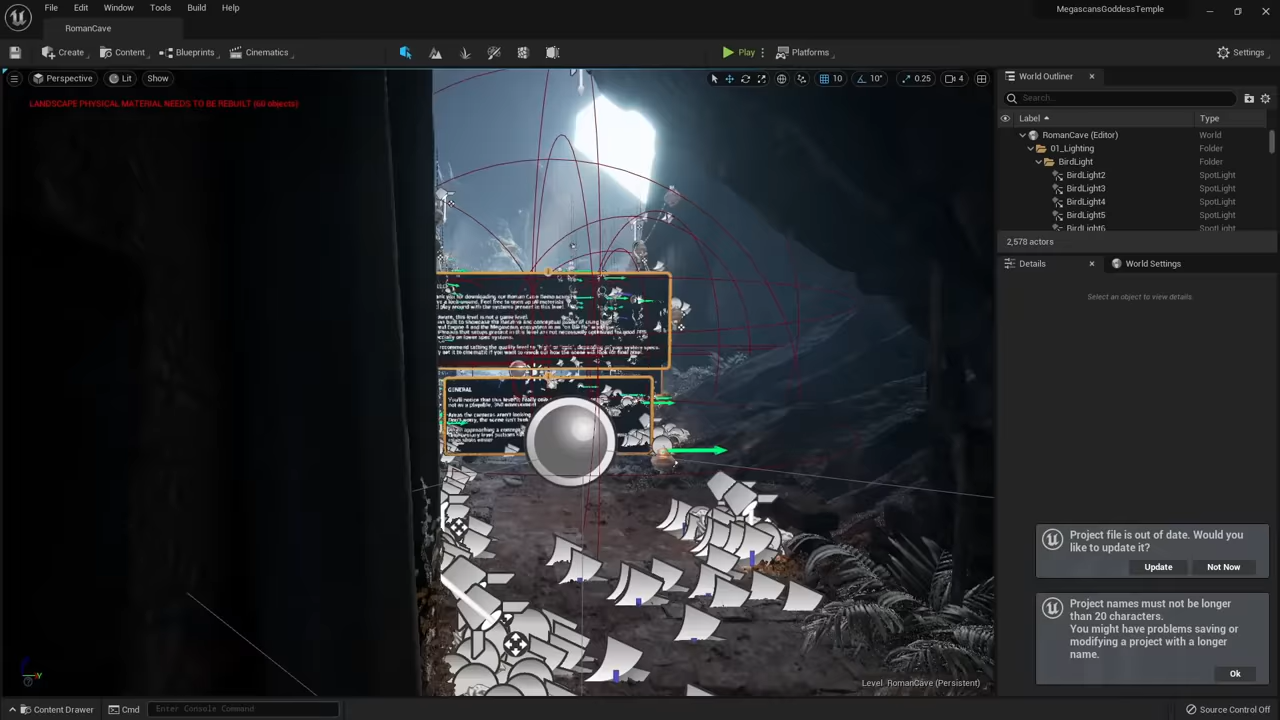 File Edit Window Tools Build Help
MegascansGoddessTemple
RomanCave
Create Content Blueprints Cinematics Play Platforms Settings
Perspective Lit Show 10 10° 0.25 4
World Outliner
LANDSCAPE PHYSICAL MATERIAL NEEDS TO BE REBUILT (60 objects)
Search...
Label Type
RomanCave (Editor) World
01_Lighting Folder
BirdLight Folder
BirdLight2 SpotLight
BirdLight3 SpotLight
BirdLight4 SpotLight
BirdLight5 SpotLight
BirdLight6 SpotLight
2,578 actors
Details World Settings
Select an object to view details
GENERAL
Project file is out of date. Would you
like to update it?
Update Not Now
Project names must not be longer
than 20 characters.
You might have problems saving or
modifying a project with a longer
name.
Ok
Level: RomanCave (Persistent)
Content Drawer Cmd Enter Console Command Source Control Off